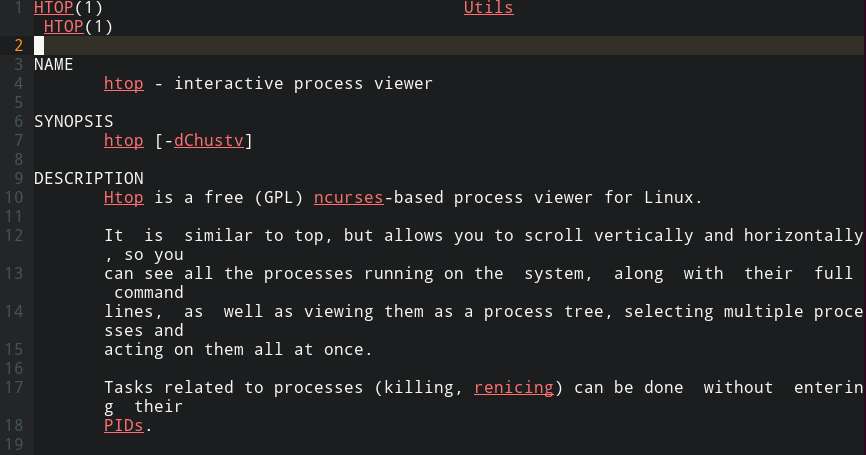 1 HTOP(1) Utils
HTOP(1)
2
3 NAME
4 htop - interactive process viewer
5
6 SYNOPSIS
7 htop [-dChustv]
8
9 DESCRIPTION
10 Htop is a free (GPL) ncurses-based process viewer for Linux.
11
12 It is similar to top, but allows you to scroll vertically and horizontally
, so you
13 can see all the processes running on the system, along with their full
command
14 lines, as well as viewing them as a process tree, selecting multiple proce
sses and
15 acting on them all at once.
16
17 Tasks related to processes (killing, renicing) can be done without enterin
g their
18 PIDs.
19